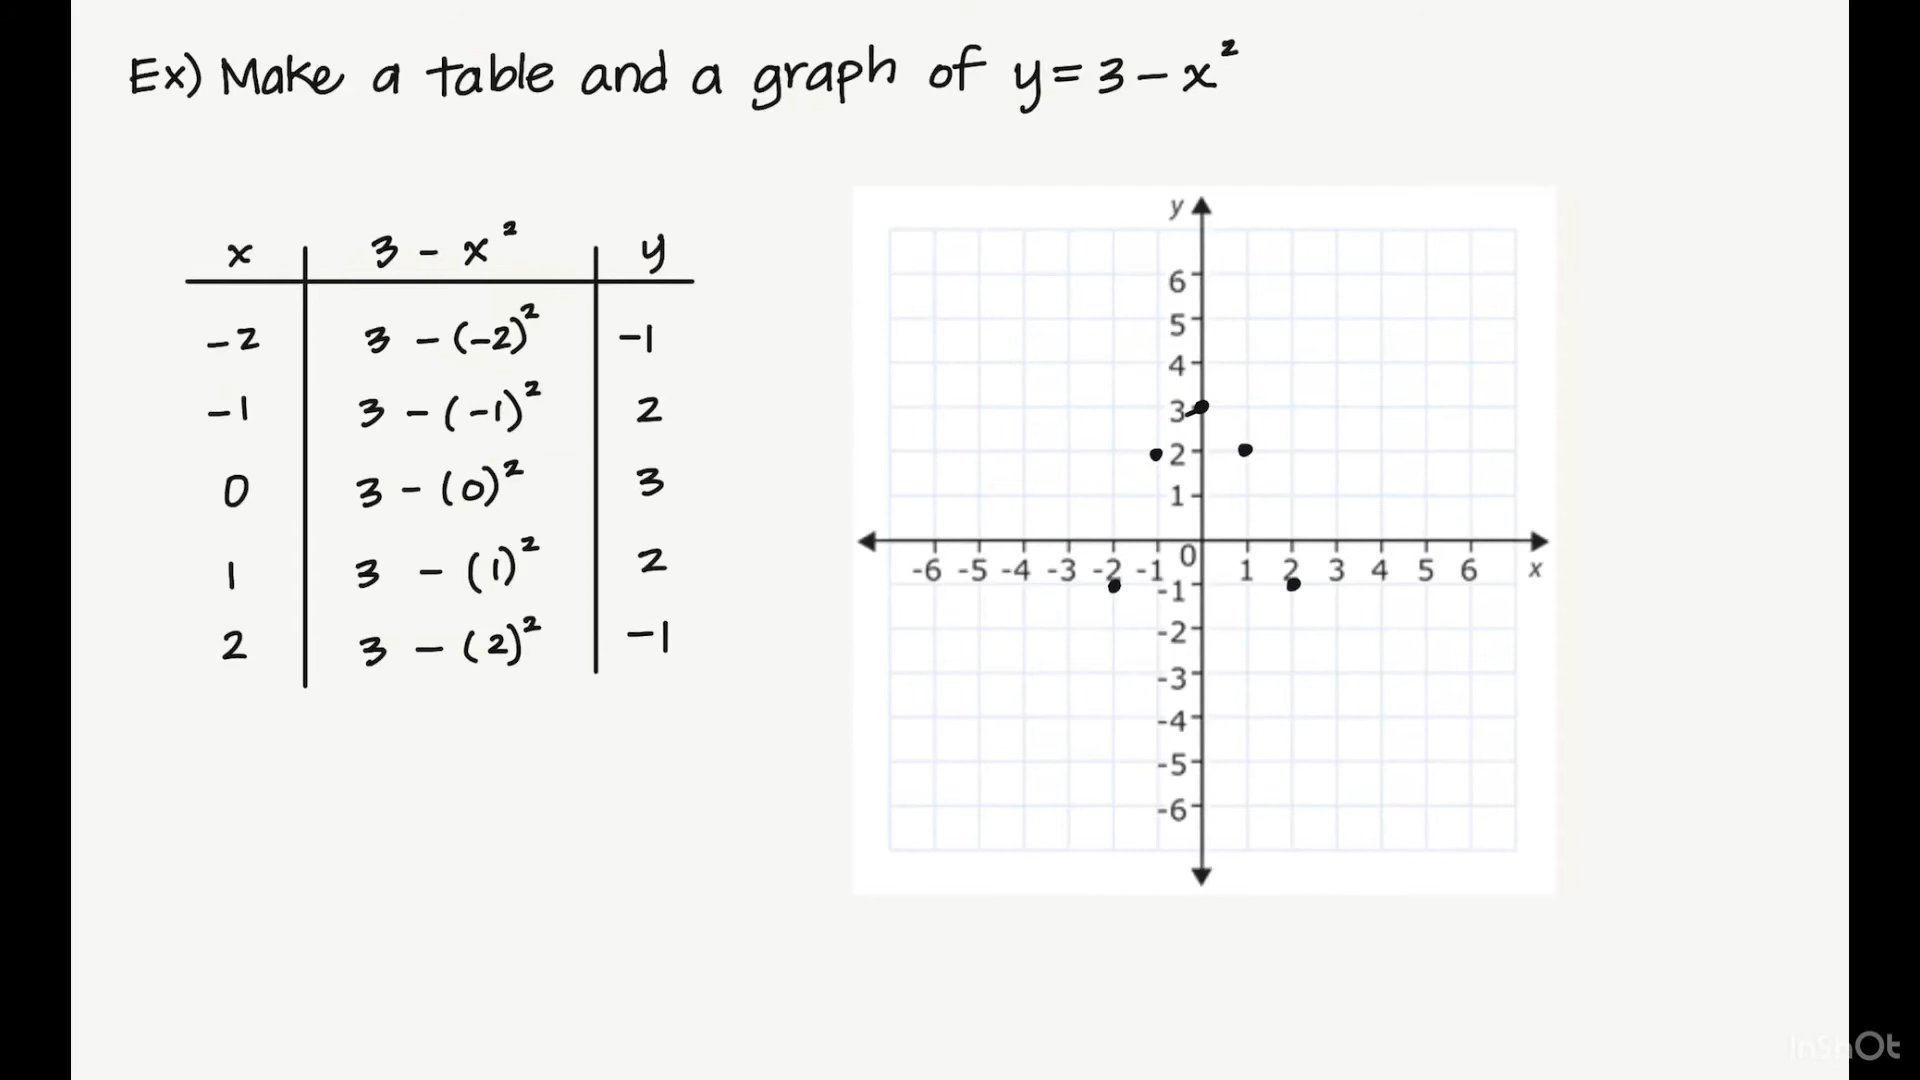 Ex) Make a table and a graph of y = 3 - x²
x 3 - x² y
-2 3 - (-2)² -1
-1 3 - (-1)² 2
0 3 - (0)² 3
1 3 - (1)² 2
2 3 - (2)² -1
y
6
5
4
3
2
1
-6 -5 -4 -3 -2 -1 0 1 2 3 4 5 6 x
-1
-2
-3
-4
-5
-6
InShOt